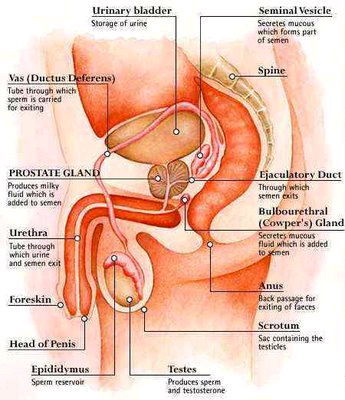 Urinary bladder
Storage of urine
Seminal Vesicle
Secretes mucous
which forms part
of semen
Vas (Ductus Deferens)
Tube through which
sperm is carried
for exiting
Spine
PROSTATE GLAND
Produces milky
fluid which is
added to semen
Ejaculatory Duct
Through which
semen exits
Bulbourethral
(Cowper's) Gland
Secretes mucous
fluid which is added
to semen
Urethra
Tube through
which urine
and semen exit
Anus
Back passage for
exiting of faeces
Foreskin
Scrotum
Sac containing the
testicles
Head of Penis
Epididymus
Sperm reservoir
Testes
Produces sperm
and testosterone